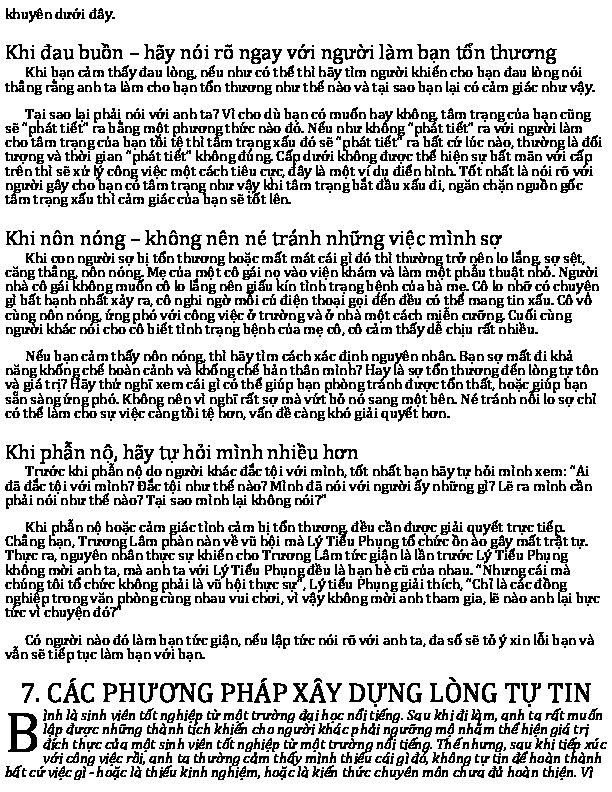 khuyên dưới đây.
Khi đau buồn – hãy nói rõ ngay với người làm bạn tổn thương
Khi bạn cảm thấy đau lòng, nếu như có thể thì hãy tìm người khiến cho bạn đau lòng nói
thẳng rằng anh ta làm cho bạn tổn thương như thế nào và tại sao bạn lại có cảm giác như vậy.
Tại sao lại phải nói với anh ta? Vì cho dù bạn có muốn hay không, tâm trạng của bạn cũng
sẽ "phát tiết" ra bằng một phương thức nào đó. Nếu như không "phát tiết" ra với người làm
cho tâm trạng của bạn tồi tệ thì tâm trạng xấu đó sẽ "phát tiết" ra bất cứ lúc nào, thường là đối
tượng và thời gian "phát tiết" không đúng. Cấp dưới không được thể hiện sự bất mãn với cấp
trên thì sẽ xử lý công việc một cách tiêu cực, đây là một ví dụ điển hình. Tốt nhất là nói rõ với
người gây cho bạn có tâm trạng như vậy khi tâm trạng bắt đầu xấu đi, ngăn chặn nguồn gốc
tâm trạng xấu thì cảm giác của bạn sẽ tốt lên.
Khi nôn nóng – không nên né tránh những việc mình sợ
Khi con người sợ bị tổn thương hoặc mất mát cái gì đó thì thường trở nên lo lắng, sợ sệt,
căng thẳng, nôn nóng. Mẹ của một cô gái nọ vào viện khám và làm một phẫu thuật nhỏ. Người
nhà cô gái không muốn cô lo lắng nên giấu kín tình trạng bệnh của bà mẹ. Cô lo nhỡ có chuyện
gì bất hạnh nhất xảy ra, cô nghi ngờ mỗi cú điện thoại gọi đến đều có thể mang tin xấu. Cô vô
cùng nôn nóng, ứng phó với công việc ở trường và ở nhà một cách miễn cưỡng. Cuối cùng
người khác nói cho cô biết tình trạng bệnh của mẹ cô, cô cảm thấy dễ chịu rất nhiều.
Nếu bạn cảm thấy nôn nóng, thì hãy tìm cách xác định nguyên nhân. Bạn sợ mất đi khả
năng khống chế hoàn cảnh và khống chế bản thân mình? Hay là sợ tổn thương đến lòng tự tôn
và giá trị? Hãy thử nghĩ xem cái gì có thể giúp bạn phòng tránh được tổn thất, hoặc giúp bạn
sẵn sàng ứng phó. Không nên vì nghĩ rất sợ mà vứt bỏ nó sang một bên. Né tránh nỗi lo sợ chỉ
có thể làm cho sự việc càng tồi tệ hơn, vấn đề càng khó giải quyết hơn.
Khi phẫn nộ, hãy tự hỏi mình nhiều hơn
Trước khi phẫn nộ do người khác đắc tội với mình, tốt nhất bạn hãy tự hỏi mình xem: "Ai
đã đắc tội với mình? Đắc tội như thế nào? Mình đã nói với người ấy những gì? Lẽ ra mình cần
phải nói như thế nào? Tại sao mình lại không nói?"
Khi phẫn nộ hoặc cảm giác tình cảm bị tổn thương, đều cần được giải quyết trực tiếp.
Chẳng hạn, Trương Lâm phàn nàn về vũ hội mà Lý Tiểu Phụng tổ chức ồn ào gây mất trật tự.
Thực ra, nguyên nhân thực sự khiến cho Trương Lâm tức giận là lần trước Lý Tiểu Phụng
không mời anh ta, mà anh ta với Lý Tiểu Phụng đều là bạn bè cũ của nhau. "Nhưng cái mà
chúng tôi tổ chức không phải là vũ hội thực sự", Lý tiểu Phụng giải thích, "Chỉ là các đồng
nghiệp trong văn phòng cùng nhau vui chơi, vì vậy không mời anh tham gia, lẽ nào anh lại bực
tức vì chuyện đó?"
Có người nào đó làm bạn tức giận, nếu lập tức nói rõ với anh ta, đa số sẽ tỏ ý xin lỗi bạn và
vẫn sẽ tiếp tục làm bạn với bạn.
7. CÁC PHƯƠNG PHÁP XÂY DỰNG LÒNG TỰ TIN
Bình là sinh viên tốt nghiệp từ một trường đại học nổi tiếng. Sau khi đi làm, anh ta rất muốn
lập được những thành tích khiến cho người khác phải ngưỡng mộ nhằm thể hiện giá trị
đích thực của một sinh viên tốt nghiệp từ một trường nổi tiếng. Thế nhưng, sau khi tiếp xúc
với công việc rồi, anh ta thường cảm thấy mình thiếu cái gì đó, không tự tin để hoàn thành
bất cứ việc gì - hoặc là thiếu kinh nghiệm, hoặc là kiến thức chuyên môn chưa đủ hoàn thiện. Vì